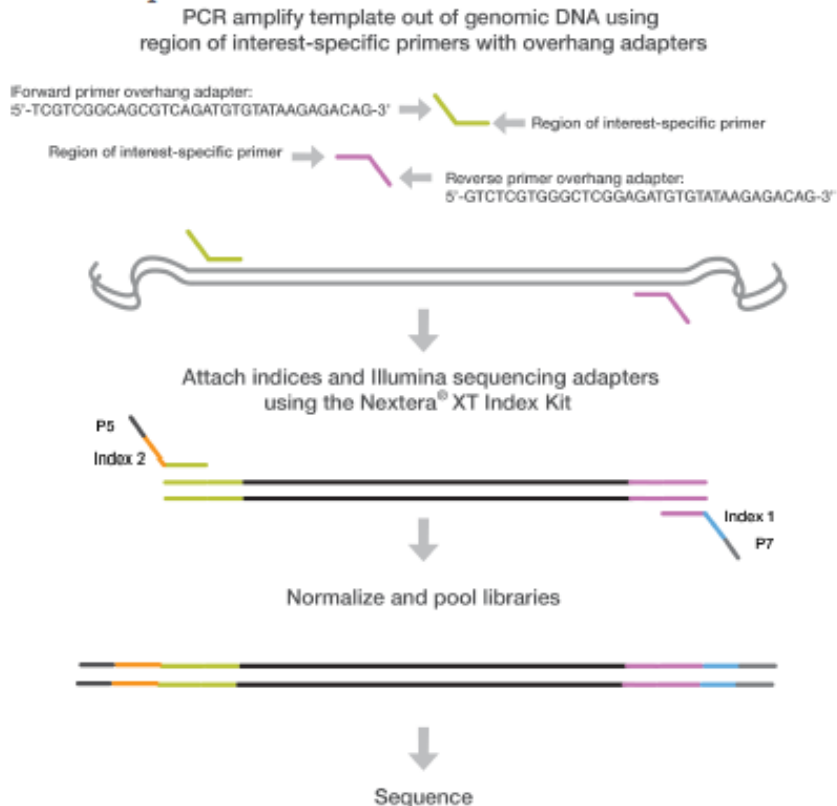 PCR amplify template out of genomic DNA using
region of interest-specific primers with overhang adapters
Forward primer overhang adapter:
5'-TCGTCGGCAGCGTCAGATGTGTATAAGAGACAG-3'
Region of interest-specific primer
Region of interest-specific primer
Reverse primer overhang adapter:
5'-GTCTCGTGGGCTCGGAGATGTGTATAAGAGACAG-3'
Attach indices and Illumina sequencing adapters
using the Nextera® XT Index Kit
P5
Index 2
Index 1
P7
Normalize and pool libraries
Sequence